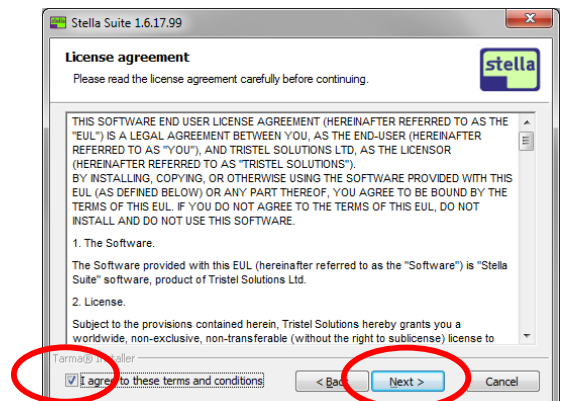 Stella Suite 1.6.17.99
License agreement
Please read the license agreement carefully before continuing.
stella
THIS SOFTWARE END USER LICENSE AGREEMENT (HEREINAFTER REFERRED TO AS THE
"EUL") IS A LEGAL AGREEMENT BETWEEN YOU, AS THE END-USER (HEREINAFTER
REFERRED TO AS "YOU"), AND TRISTEL SOLUTIONS LTD, AS THE LICENSOR
(HEREINAFTER REFERRED TO AS "TRISTEL SOLUTIONS").
BY INSTALLING, COPYING, OR OTHERWISE USING THE SOFTWARE PROVIDED WITH THIS
EUL (AS DEFINED BELOW) OR ANY PART THEREOF, YOU AGREE TO BE BOUND BY THE
TERMS OF THIS EUL. IF YOU DO NOT AGREE TO THE TERMS OF THIS EUL, DO NOT
INSTALL AND DO NOT USE THIS SOFTWARE.
1. The Software.
The Software provided with this EUL (hereinafter referred to as the "Software") is "Stella
Suite" software, product of Tristel Solutions Ltd.
2. License.
Subject to the provisions contained herein, Tristel Solutions hereby grants you a
worldwide, non-exclusive, non-transferable (without the right to sublicense) license to
Tarma® Installer
I agree to these terms and conditions
< Back
Next >
Cancel